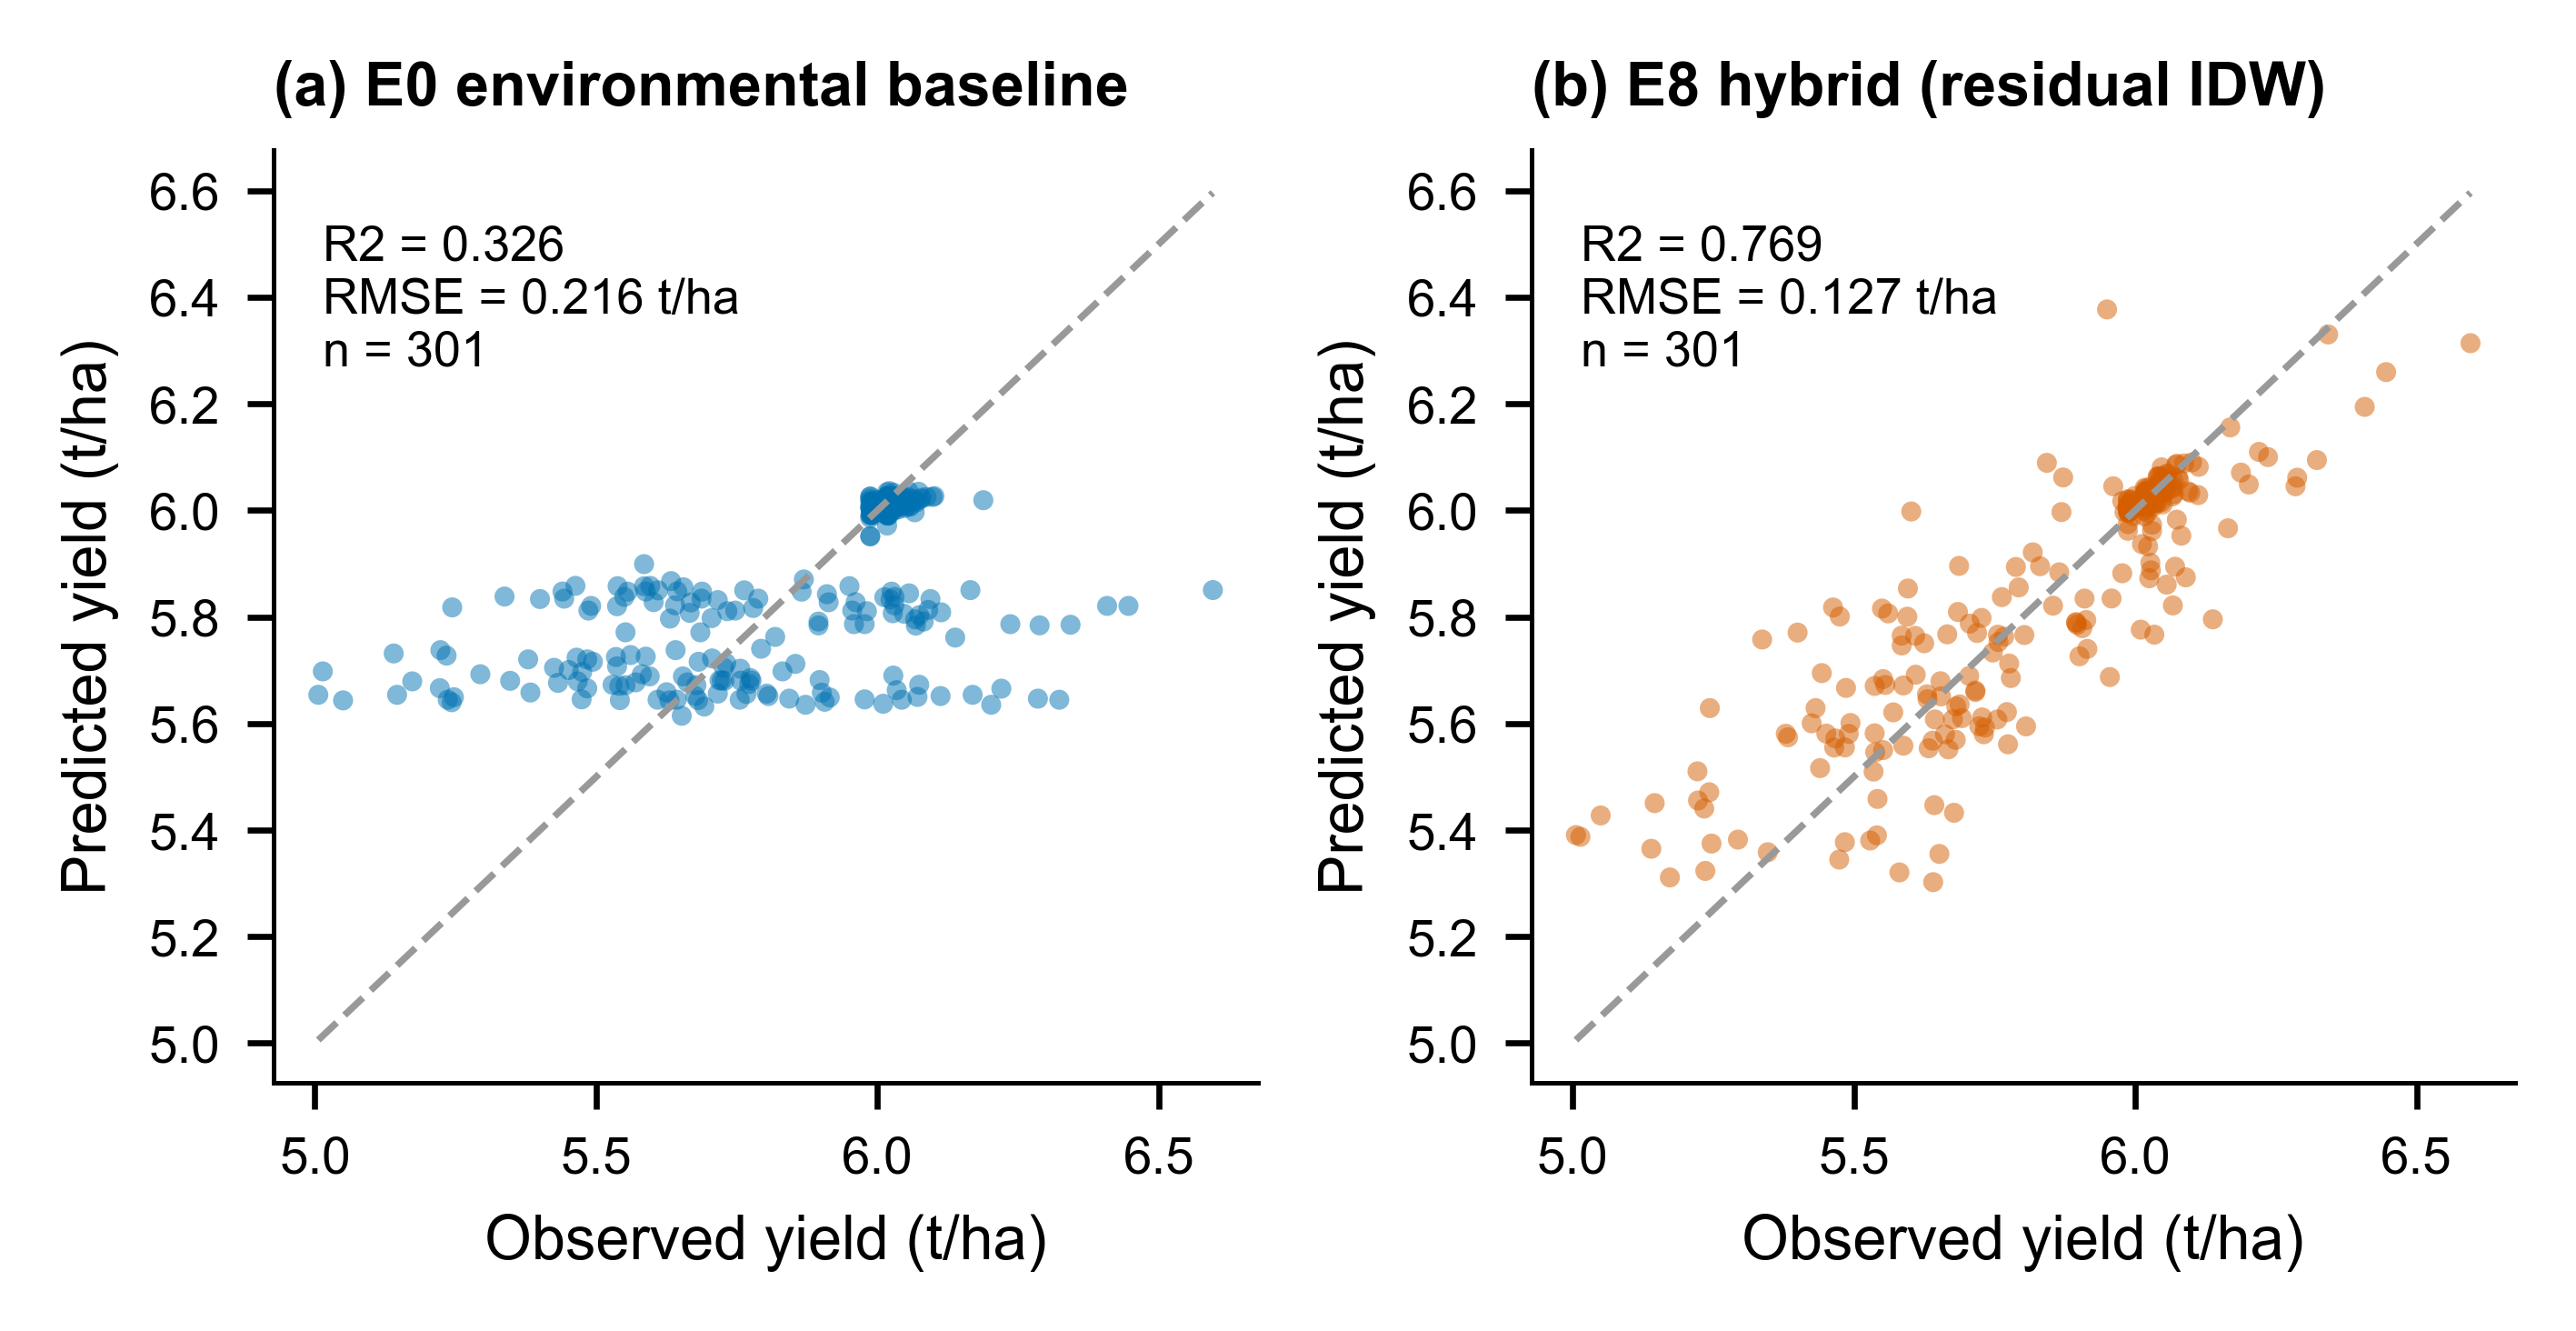 (a) E0 environmental baseline
6.6
6.4
6.2
6.0
5.8
5.6
5.4
5.2
5.0
Predicted yield (t/ha)
R2 = 0.326
RMSE = 0.216 t/ha
n = 301
5.0 5.5 6.0 6.5
Observed yield (t/ha)
(b) E8 hybrid (residual IDW)
6.6
6.4
6.2
6.0
5.8
5.6
5.4
5.2
5.0
Predicted yield (t/ha)
R2 = 0.769
RMSE = 0.127 t/ha
n = 301
5.0 5.5 6.0 6.5
Observed yield (t/ha)